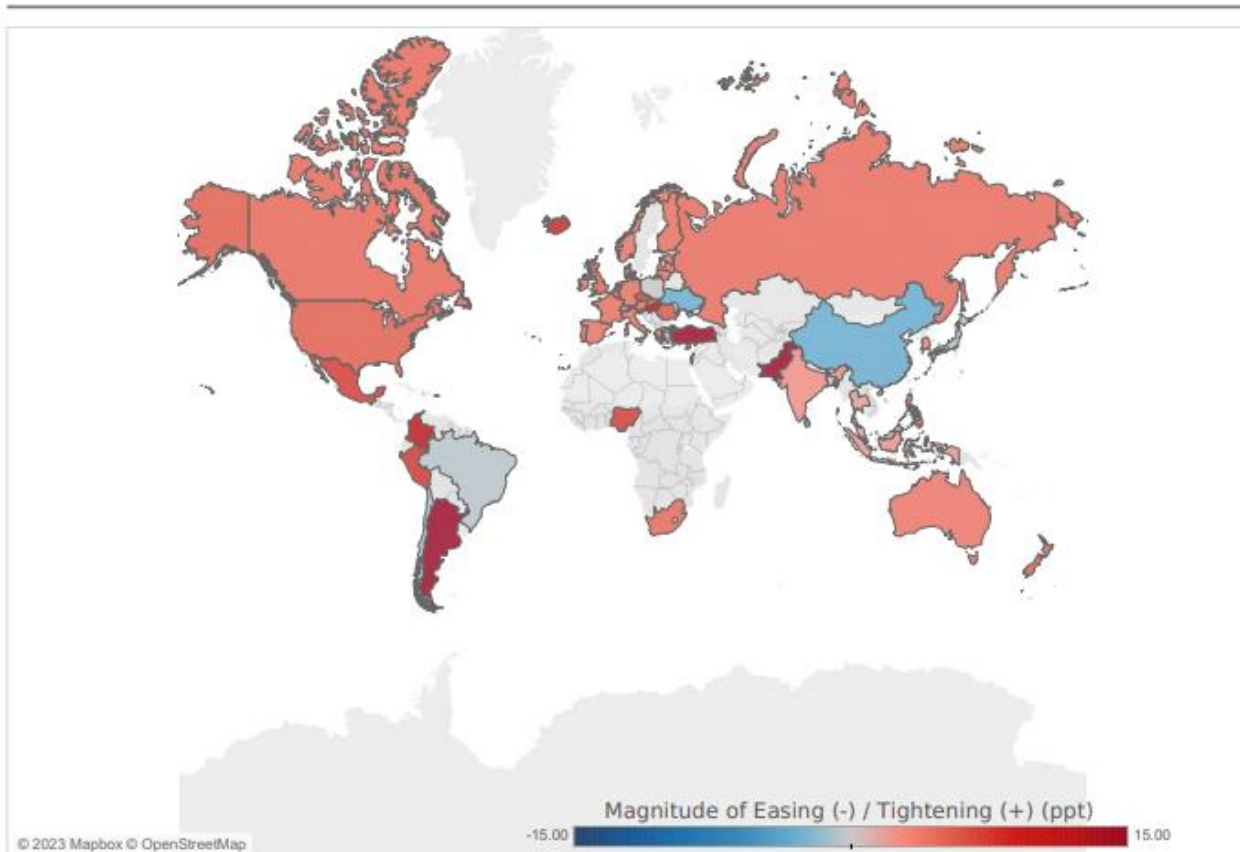 Magnitude of Easing (-) / Tightening (+) (ppt)
-15.00 15.00
© 2023 Mapbox © OpenStreetMap